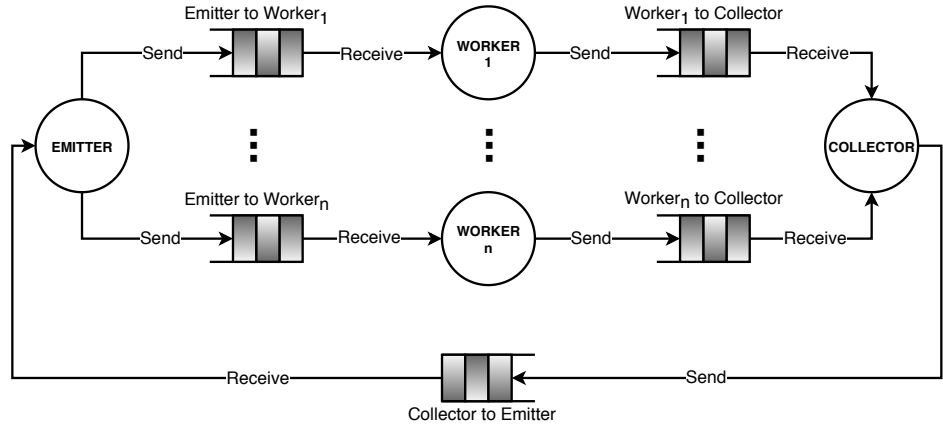 Emitter to Worker1
Worker1 to Collector
Send
Receive
WORKER
1
Send
Receive
EMITTER
COLLECTOR
Emitter to Workern
Workern to Collector
Send
Receive
WORKER
n
Send
Receive
Receive
Send
Collector to Emitter